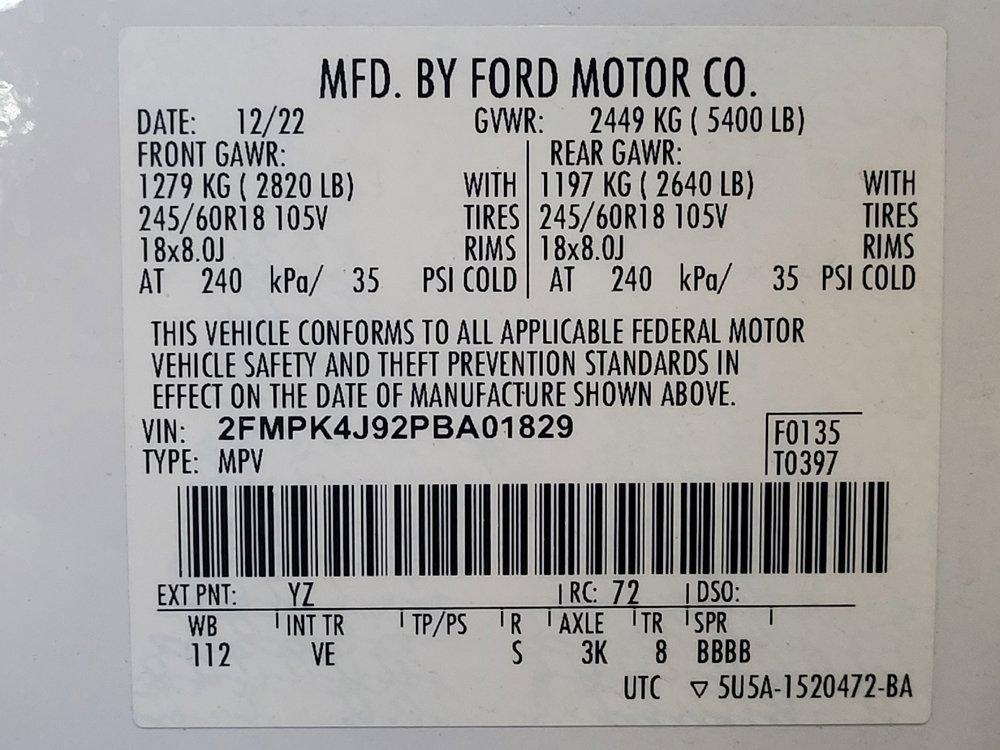 MFD. BY FORD MOTOR CO.
DATE: 12/22 GVWR: 2449 KG ( 5400 LB)
FRONT GAWR: REAR GAWR:
1279 KG ( 2820 LB) WITH 1197 KG ( 2640 LB) WITH
245/60R18 105V TIRES 245/60R18 105V TIRES
18x8.0J RIMS 18x8.0J RIMS
AT 240 kPa/ 35 PSI COLD AT 240 kPa/ 35 PSI COLD
THIS VEHICLE CONFORMS TO ALL APPLICABLE FEDERAL MOTOR
VEHICLE SAFETY AND THEFT PREVENTION STANDARDS IN
EFFECT ON THE DATE OF MANUFACTURE SHOWN ABOVE.
VIN: 2FMPK4J92PBA01829 F0135
TYPE: MPV T0397
EXT PNT: YZ RC: 72 DSO:
WB INT TR TP/PS R AXLE TR SPR
112 VE S 3K 8 BBBB
UTC ▽ 5U5A-1520472-BA